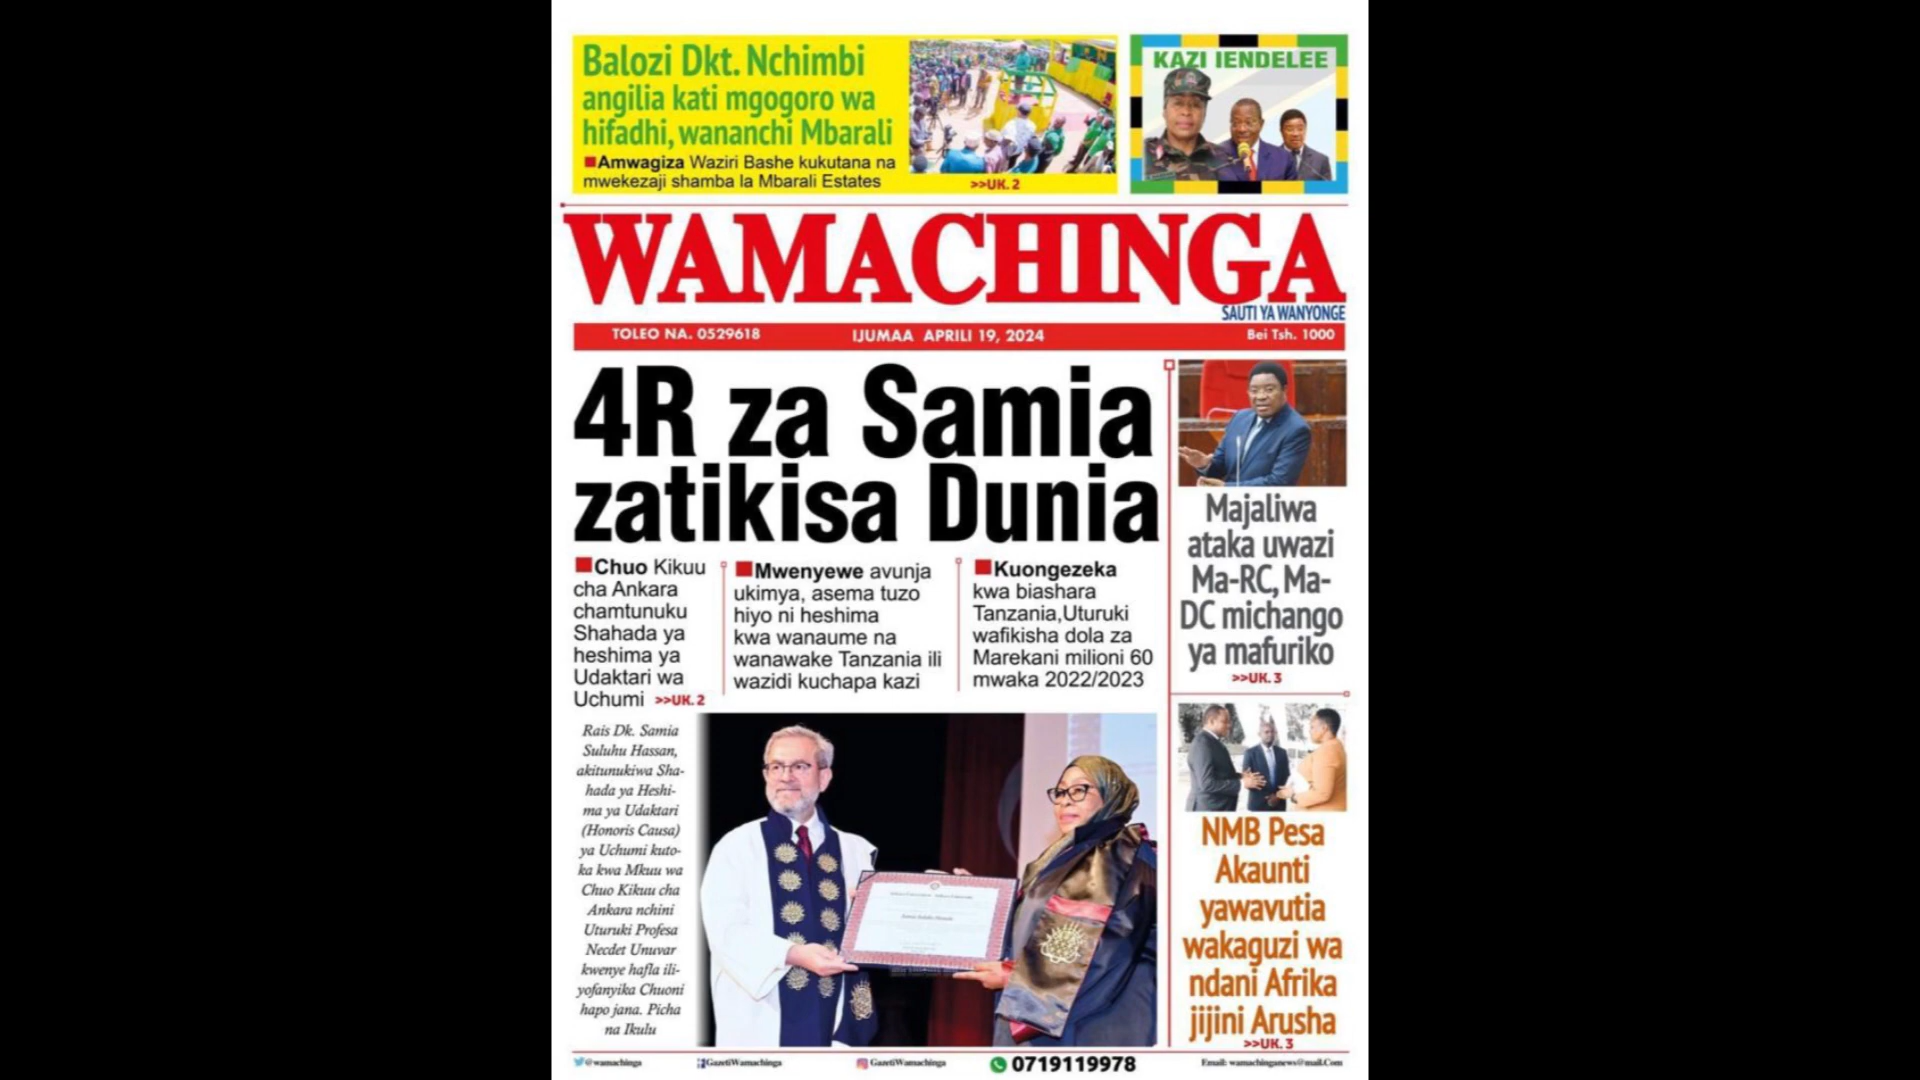 Balozi Dkt. Nchimbi
angilia kati mgogoro wa
hifadhi, wananchi Mbarali
Amwagiza Waziri Bashe kukutana na
mwekezaji shamba la Mbarali Estates
>>UK. 2
KAZI IENDELEE
WAMACHINGA
SAUTI YA WANYONGE
TOLEO NA. 0529618
IJUMAA APRILI 19, 2024
Bei Tsh. 1000
4R za Samia
zatikisa Dunia
Chuo Kikuu
cha Ankara
chamtunuku
Shahada ya
heshima ya
Udaktari wa
Uchumi >>UK. 2
Mwenyewe avunja
ukimya, asema tuzo
hiyo ni heshima
kwa wanaume na
wanawake Tanzania ili
wazidi kuchapa kazi
Kuongezeka
kwa biashara
Tanzania,Uturuki
wafikisha dola za
Marekani milioni 60
mwaka 2022/2023
Rais Dk. Samia
Suluhu Hassan,
akitunukiwa Sha-
hada ya Heshi-
ma ya Udaktari
(Honoris Causa)
ya Uchumi kuto-
ka kwa Mkuu wa
Chuo Kikuu cha
Ankara nchini
Uturuki Profesa
Necdet Unuvar
kwenye hafla ili-
yofanyika Chuoni
hapo jana. Picha
na Ikulu
Majaliwa
ataka uwazi
Ma-RC, Ma-
DC michango
ya mafuriko
>>UK. 3
NMB Pesa
Akaunti
yawavutia
wakaguzi wa
ndani Afrika
jijini Arusha
>>UK. 3
@wamachinga
GazetiWamachinga
GazetiWamachinga
0719119978
Email: wamachinganews@mail.Com